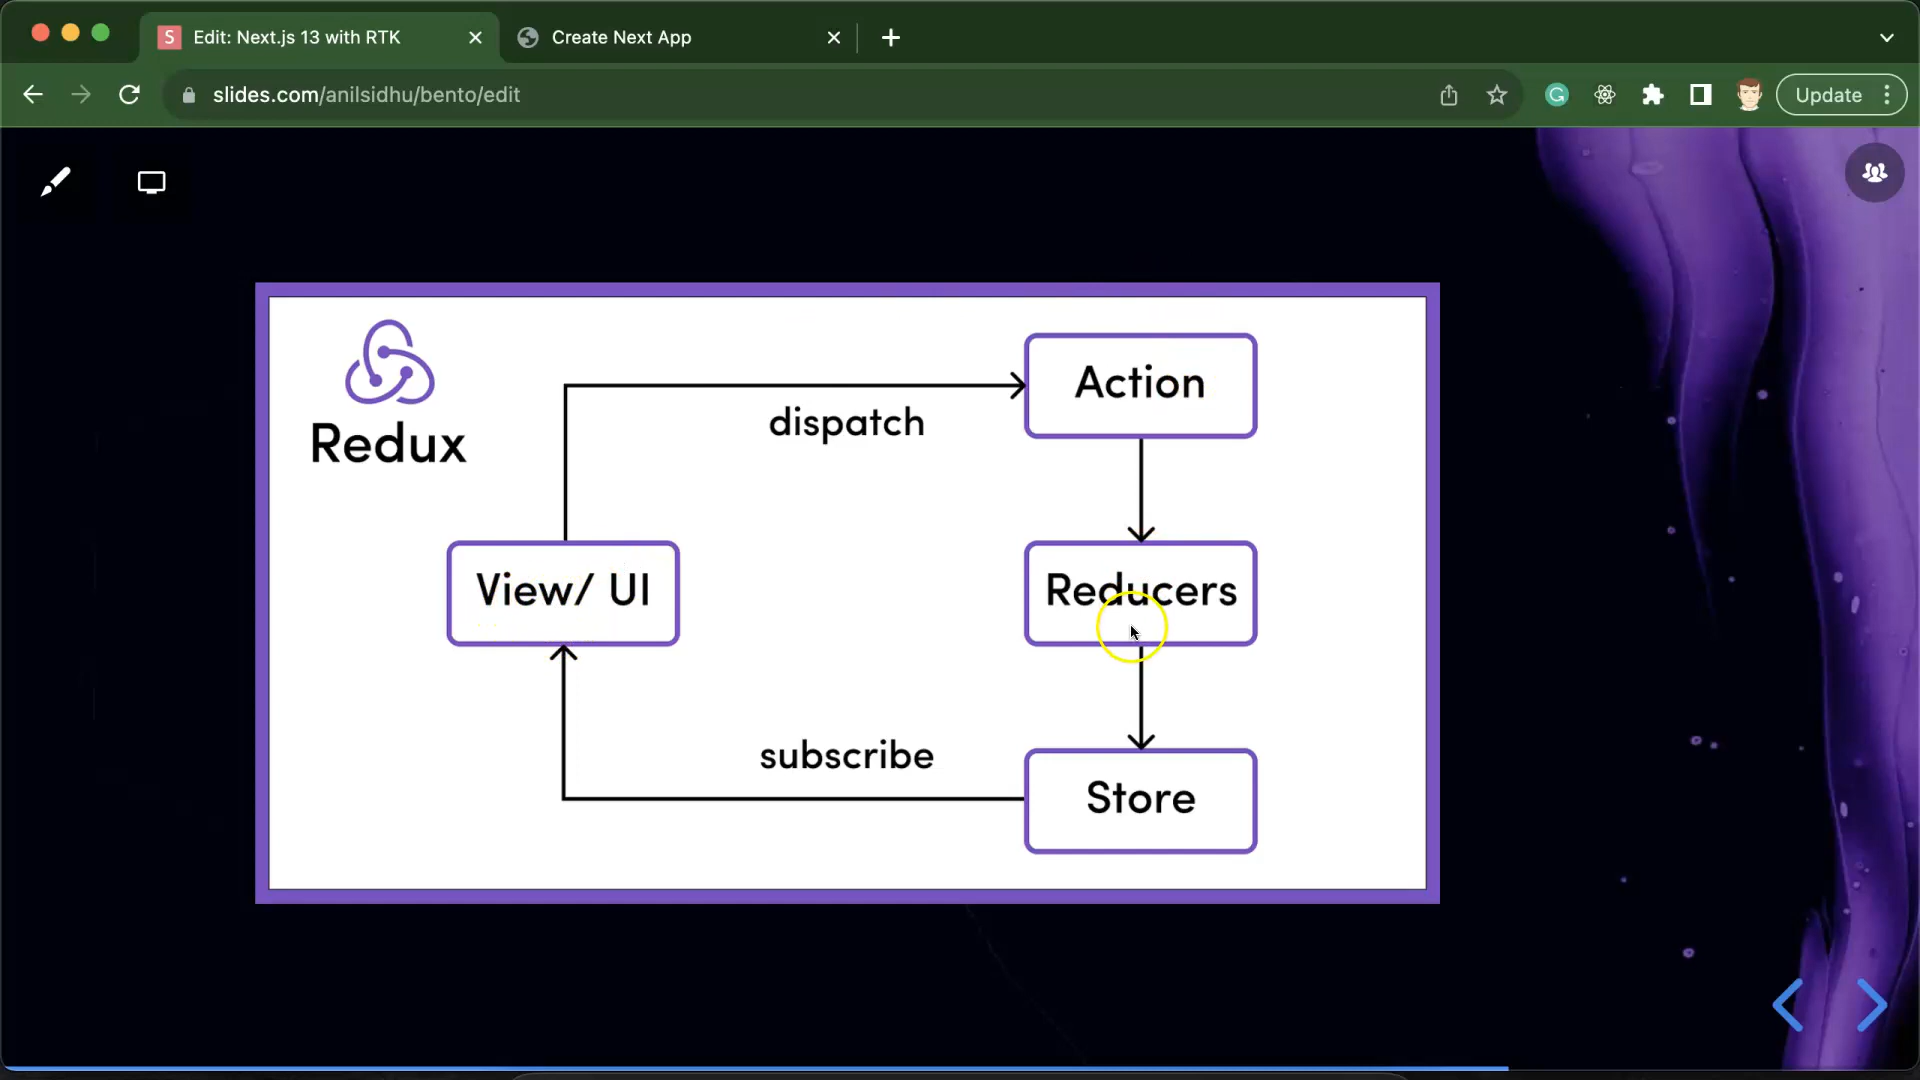 Edit: Next.js 13 with RTK
Create Next App
slides.com/anilsidhu/bento/edit
Update
Redux
dispatch
Action
View/ UI
Reducers
subscribe
Store